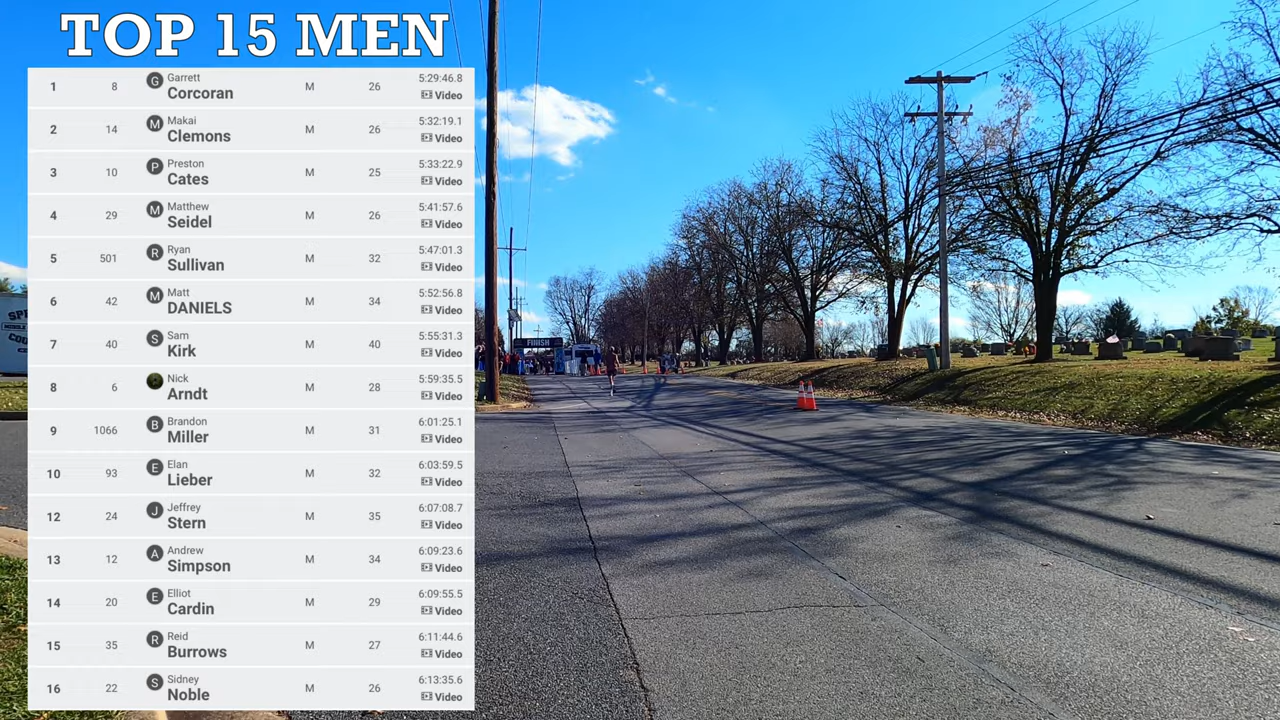 TOP 15 MEN
1 8 G Garrett Corcoran M 26 5:29:46.8 Video
2 14 M Makai Clemons M 26 5:32:19.1 Video
3 10 P Preston Cates M 25 5:33:22.9 Video
4 29 M Matthew Seidel M 26 5:41:57.6 Video
5 501 R Ryan Sullivan M 32 5:47:01.3 Video
6 42 M Matt DANIELS M 34 5:52:56.8 Video
7 40 S Sam Kirk M 40 5:55:31.3 Video
8 6 Nick Arndt M 28 5:59:35.5 Video
9 1066 B Brandon Miller M 31 6:01:25.1 Video
10 93 E Elan Lieber M 32 6:03:59.5 Video
12 24 J Jeffrey Stern M 35 6:07:08.7 Video
13 12 A Andrew Simpson M 34 6:09:23.6 Video
14 20 E Elliot Cardin M 29 6:09:55.5 Video
15 35 R Reid Burrows M 27 6:11:44.6 Video
16 22 S Sidney Noble M 26 6:13:35.6 Video
FINISH